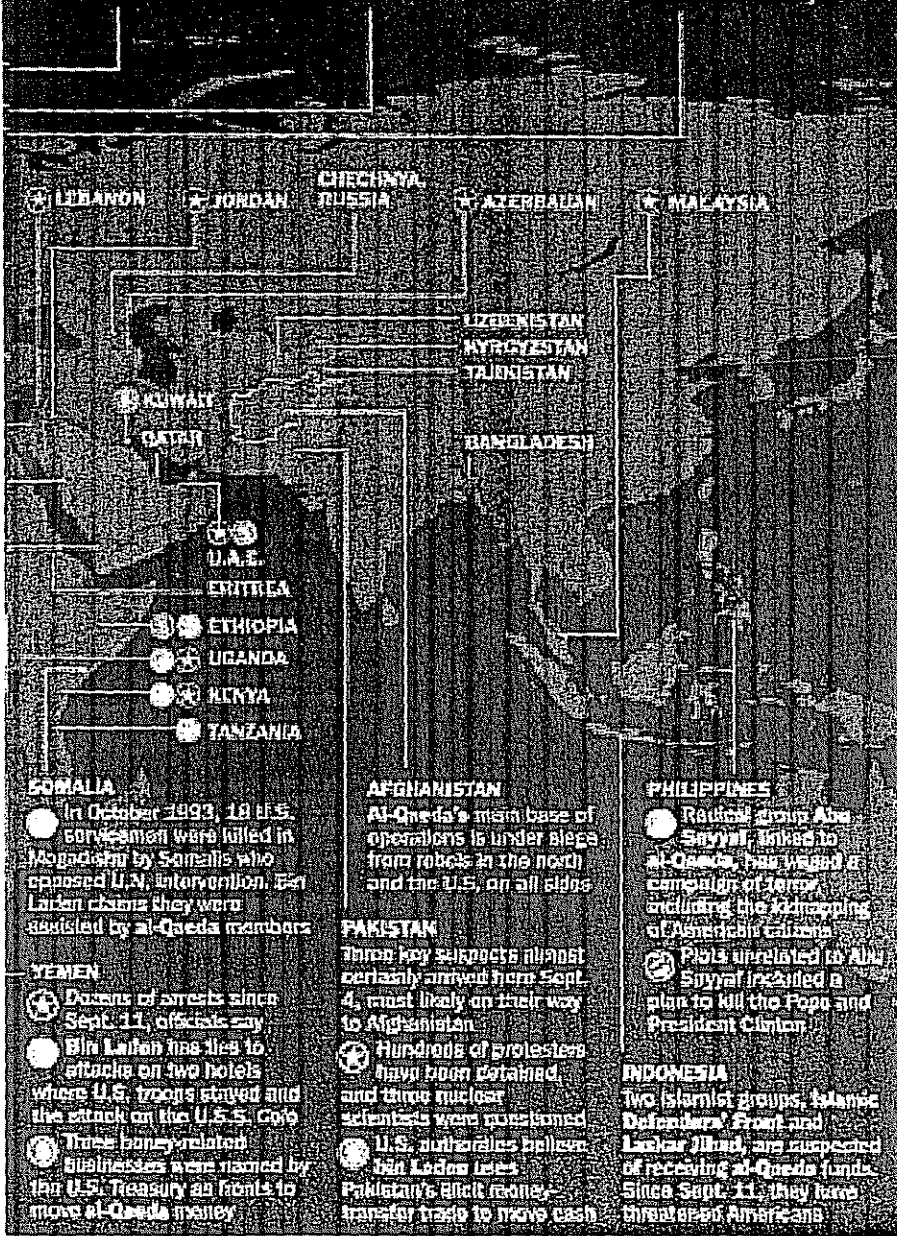 CHECHNYA,
RUSSIA
LEBANON
JORDAN
AZERBAIJAN
MALAYSIA
UZBEKISTAN
KYRGYZSTAN
TAJIKISTAN
KUWAIT
QATAR
BANGLADESH
U.A.E.
ERITREA
ETHIOPIA
UGANDA
KENYA
TANZANIA
SOMALIA
In October 1993, 18 U.S.
servicemen were killed in
Mogadishu by Somalis who
opposed U.N. intervention. Bin
Laden claims they were
assisted by al-Qaeda members
YEMEN
Dozens of arrests since
Sept. 11, officials say
Bin Laden has ties to
attacks on two hotels
where U.S. troops stayed and
the attack on the U.S.S. Cole
Three honey-related
businesses were named by
the U.S. Treasury as fronts to
move al-Qaeda money
AFGHANISTAN
Al-Qaeda's main base of
operations is under siege
from rebels in the north
and the U.S. on all sides
PAKISTAN
Three key suspects almost
certainly arrived here Sept.
4, most likely on their way
to Afghanistan
Hundreds of protesters
have been detained,
and three nuclear
scientists were questioned
U.S. authorities believe
bin Laden uses
Pakistan's illicit money-
transfer trade to move cash
PHILIPPINES
Radical group Abu
Sayyaf, linked to
al-Qaeda, has waged a
campaign of terror,
including the kidnapping
of American citizens
Plots unrelated to Abu
Sayyaf included a
plan to kill the Pope and
President Clinton
INDONESIA
Two Islamist groups, Islamic
Defenders' Front and
Laskar Jihad, are suspected
of receiving al-Qaeda funds.
Since Sept. 11, they have
threatened Americans